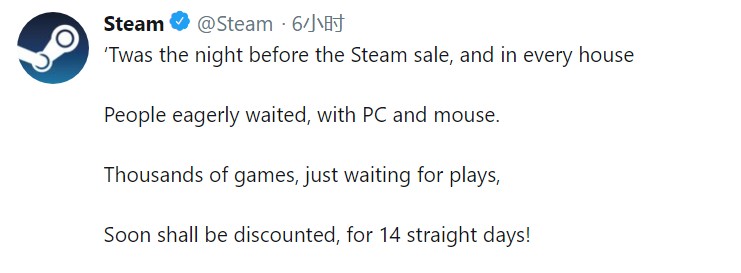 Steam @Steam · 6小时
‘Twas the night before the Steam sale, and in every house
People eagerly waited, with PC and mouse.
Thousands of games, just waiting for plays,
Soon shall be discounted, for 14 straight days!